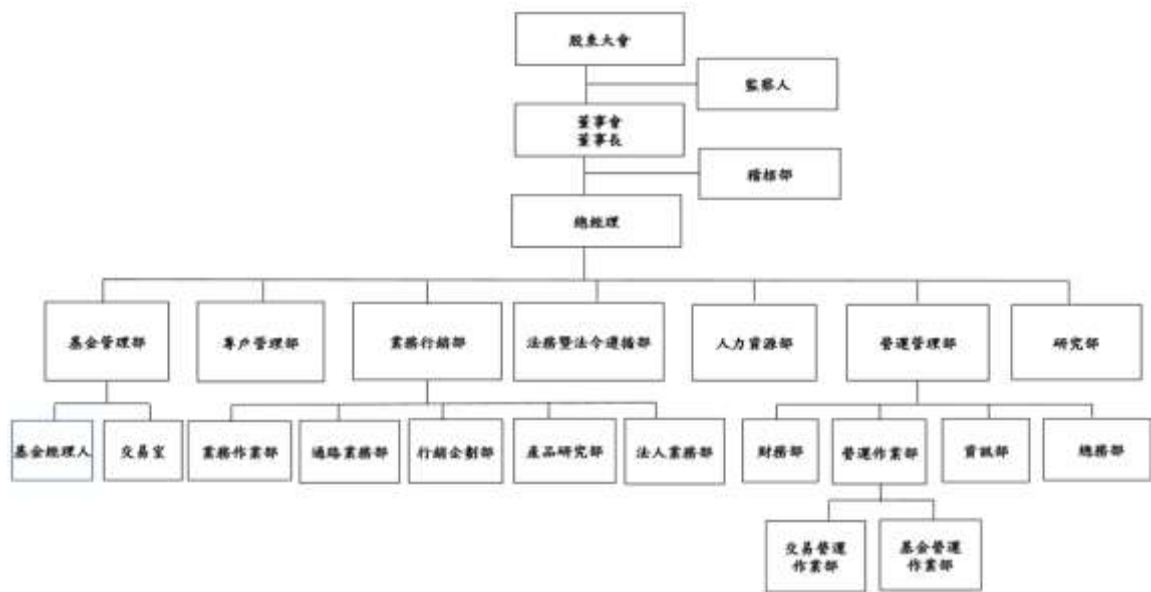 股東大會
監察人
董事會
董事長
稽核部
總經理
基金管理部
專戶管理部
業務行銷部
法務暨法令遵循部
人力資源部
營運管理部
研究部
基金經理人
交易室
業務作業部
通路業務部
行銷企劃部
產品研究部
法人業務部
財務部
營運作業部
資訊部
總務部
交易營運
作業部
基金營運
作業部